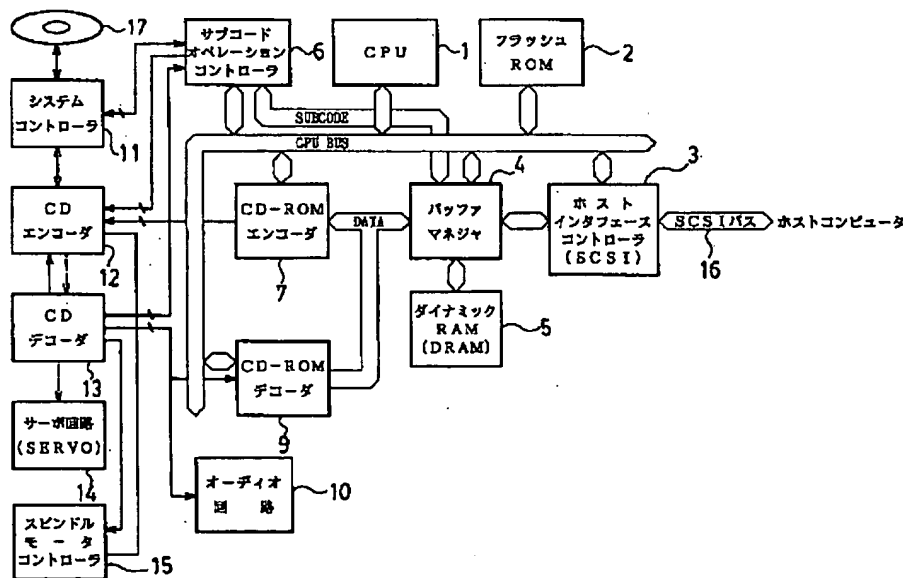 17
サブコード
オペレーション
コントローラ
6
CPU
1
フラッシュ
ROM
2
システム
コントローラ
11
SUBCODE
CPU BUS
CD
エンコーダ
12
CD-ROM
エンコーダ
7
DATA
バッファ
マネジャ
4
ホスト
インタフェース
コントローラ
(SCSI)
3
SCSIバス
16
ホストコンピュータ
CD
デコーダ
13
ダイナミック
RAM
(DRAM)
5
CD-ROM
デコーダ
9
サーボ回路
(SERVO)
14
オーディオ
回路
10
スピンドル
モータ
コントローラ
15